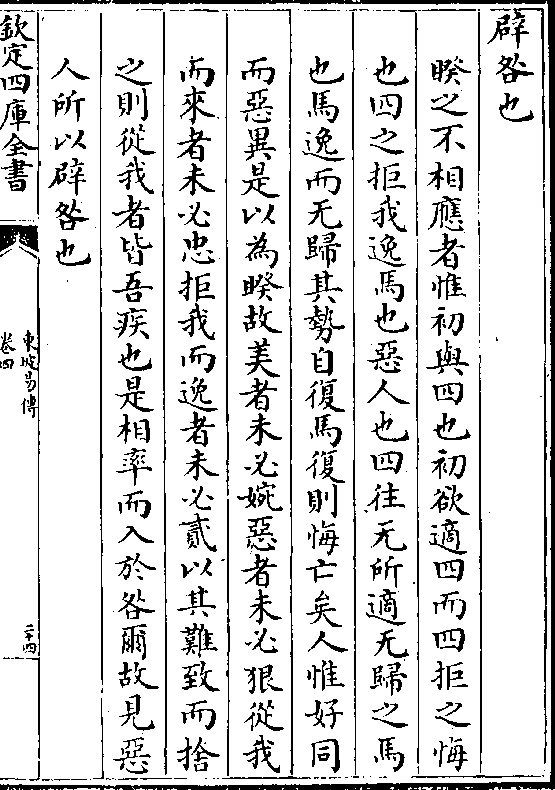 辟咎也
睽之不相應者惟初與四也初欲適四而四拒之悔
也四之拒我逸馬也惡人也四往无所適无歸之馬
也馬逸而无歸其勢自復馬復則悔亡矣人惟好同
而惡異是以為睽故美者未必婉惡者未必狠從我
而來者未必忠拒我而逸者未必貳以其難致而捨
之則從我者皆吾疾也是相率而入於咎爾故見惡
人所以辟咎也
欽定四庫全書
東坡易傳
卷四
二十四